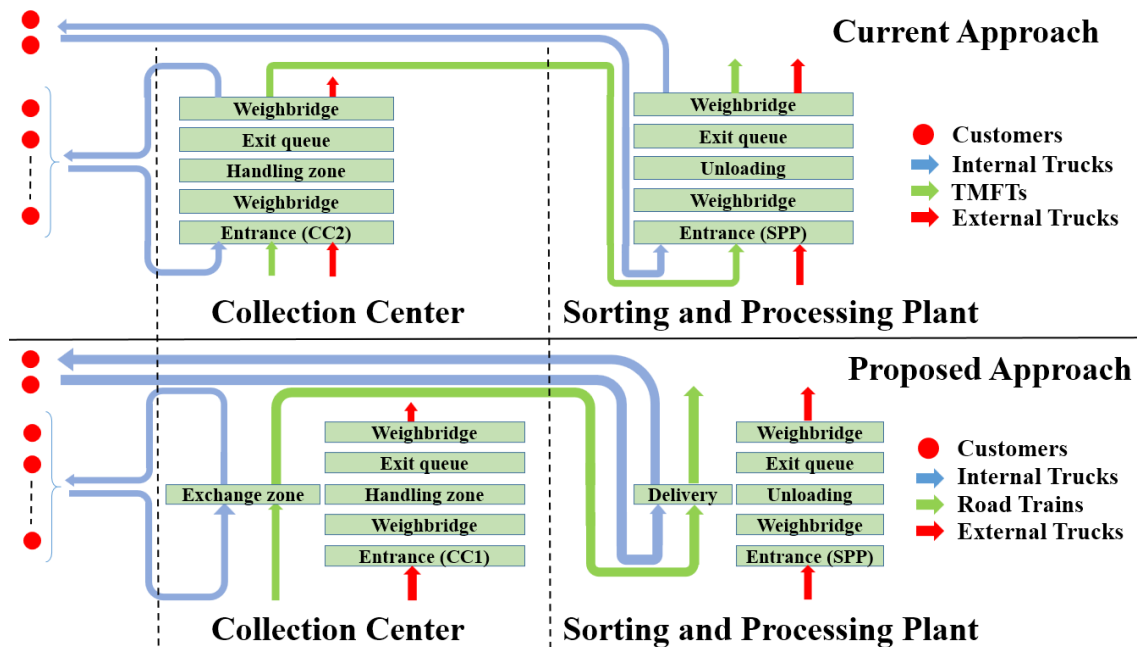 Current Approach
Weighbridge
Exit queue
Handling zone
Weighbridge
Entrance (CC2)
Collection Center
Weighbridge
Exit queue
Unloading
Weighbridge
Entrance (SPP)
Sorting and Processing Plant
Customers
Internal Trucks
TMFTs
External Trucks
Proposed Approach
Exchange zone
Weighbridge
Exit queue
Handling zone
Weighbridge
Entrance (CC1)
Collection Center
Delivery
Weighbridge
Exit queue
Unloading
Weighbridge
Entrance (SPP)
Sorting and Processing Plant
Customers
Internal Trucks
Road Trains
External Trucks